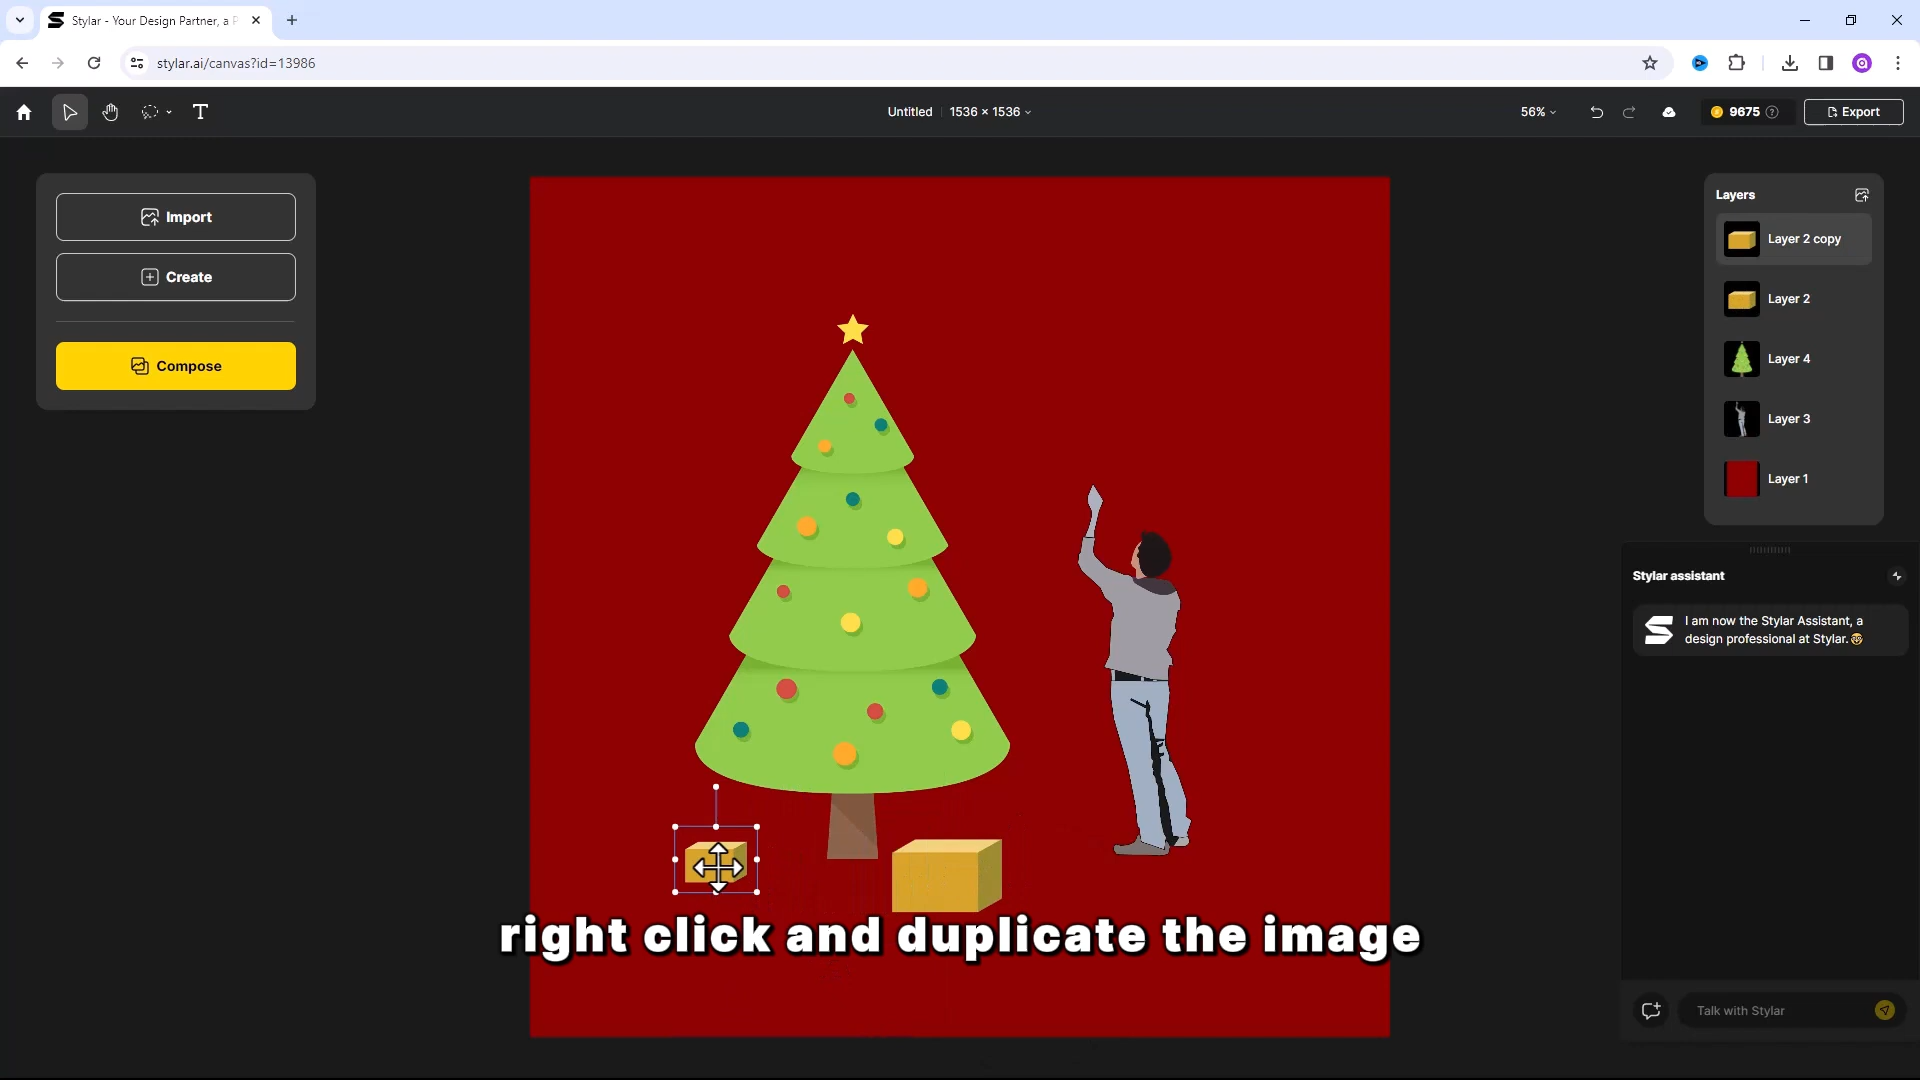 Stylar - Your Design Partner, a P
stylar.ai/canvas?id=13986
Untitled
1536 × 1536
56%
9675
Export
Import
Create
Compose
Layers
Layer 2 copy
Layer 2
Layer 4
Layer 3
Layer 1
Stylar assistant
I am now the Stylar Assistant, a
design professional at Stylar.🤓
right click and duplicate the image
Talk with Stylar